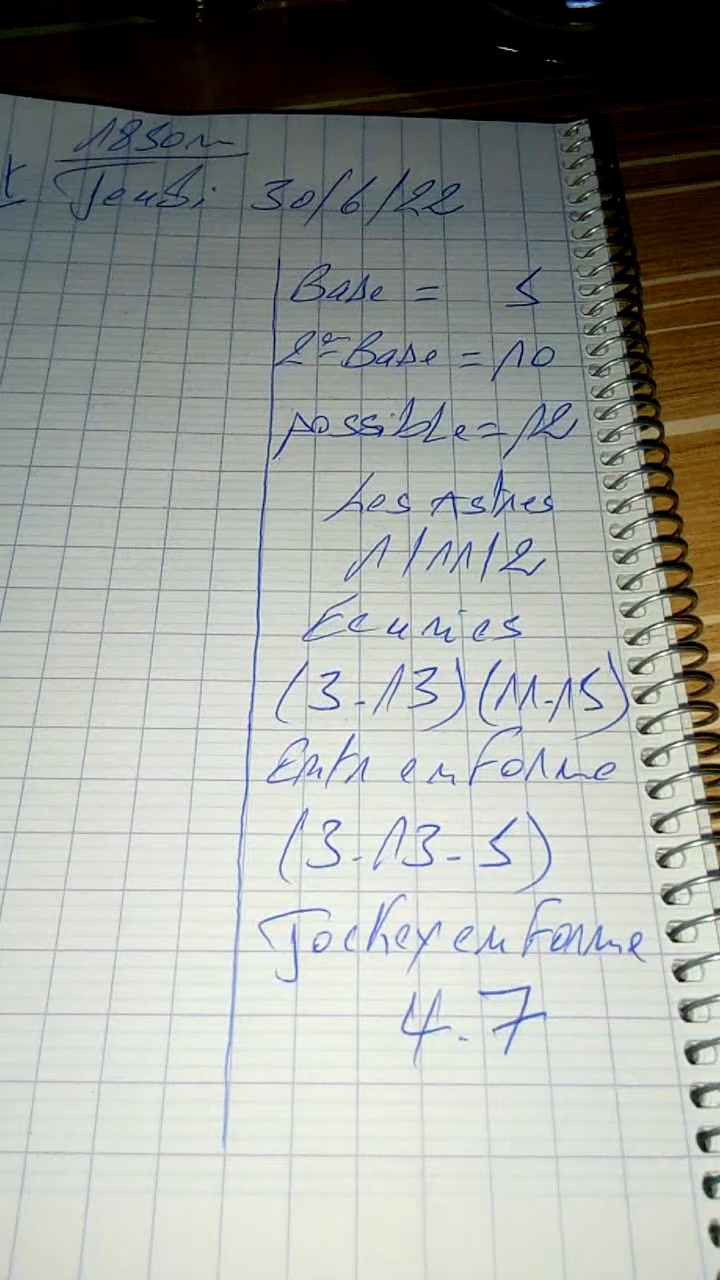 1850m
Jeudi 30/6/22
Base = 5
2e Base = 10
possible = 12
Les Astres
1/11/2
Ecuries
(3-13)(11-15)
Entr en forme
(3-13-5)
Jockey en forme
4.7